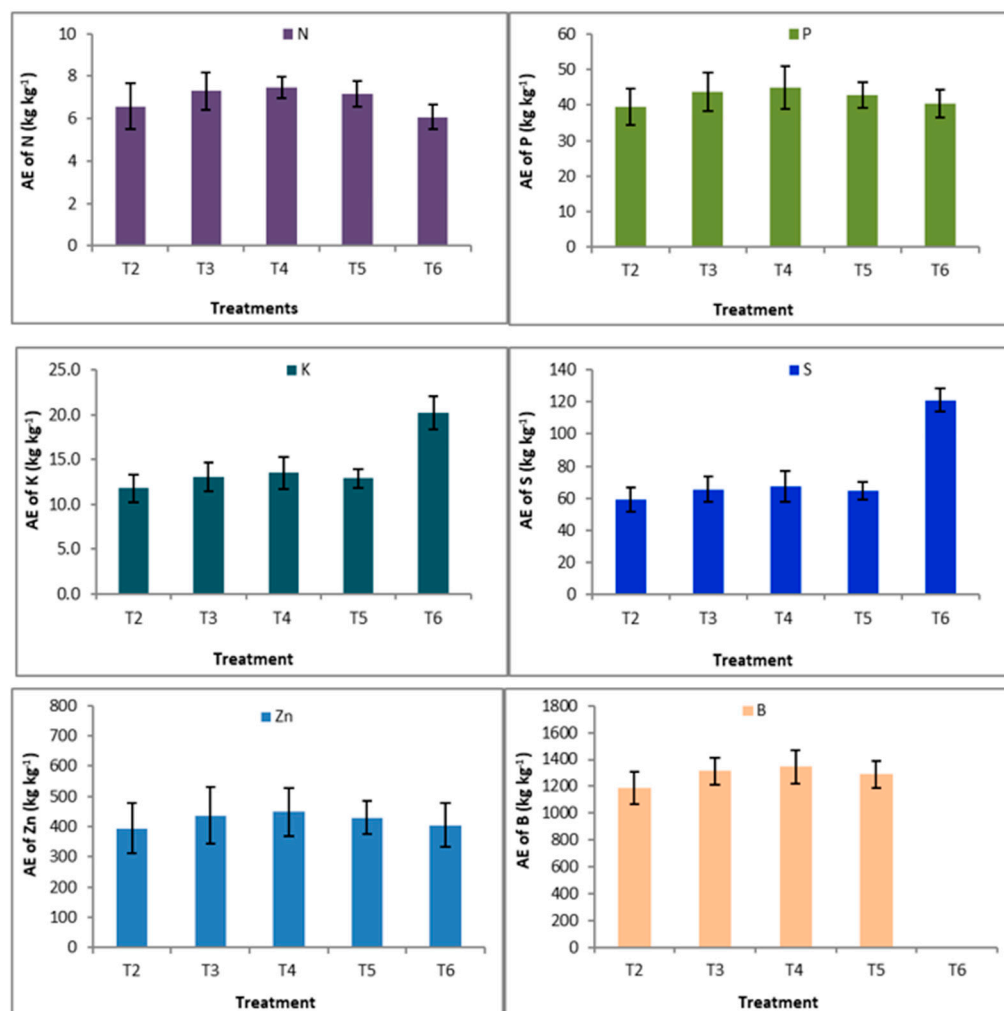 N
AE of N (kg kg⁻¹)
10
8
6
4
2
0
T2 T3 T4 T5 T6
Treatments
P
AE of P (kg kg⁻¹)
60
50
40
30
20
10
0
T2 T3 T4 T5 T6
Treatment
K
AE of K (kg kg⁻¹)
25.0
20.0
15.0
10.0
5.0
0.0
T2 T3 T4 T5 T6
Treatment
S
AE of S (kg kg⁻¹)
140
120
100
80
60
40
20
0
T2 T3 T4 T5 T6
Treatment
Zn
AE of Zn (kg kg⁻¹)
800
700
600
500
400
300
200
100
0
T2 T3 T4 T5 T6
Treatment
B
AE of B (kg kg⁻¹)
1800
1600
1400
1200
1000
800
600
400
200
0
T2 T3 T4 T5 T6
Treatment